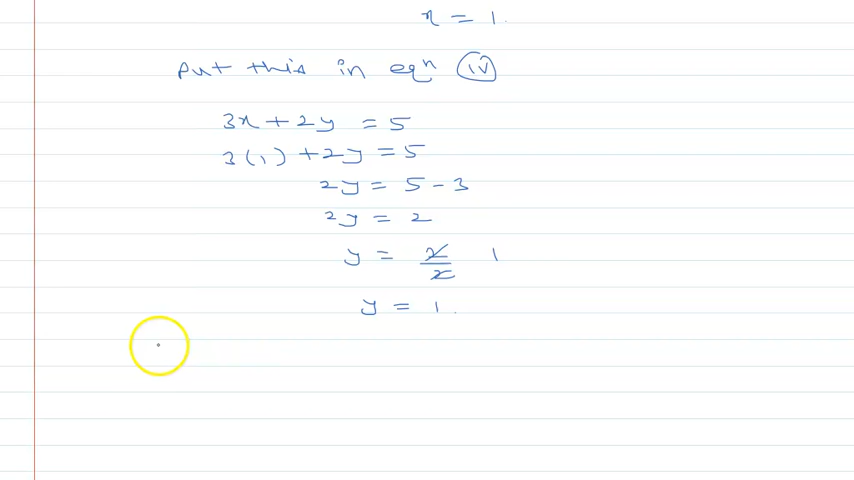 x = 1.
put this in eqn (iv)
3x + 2y = 5
3(1) + 2y = 5
2y = 5 - 3
2y = 2
y = 2/2 1
y = 1.